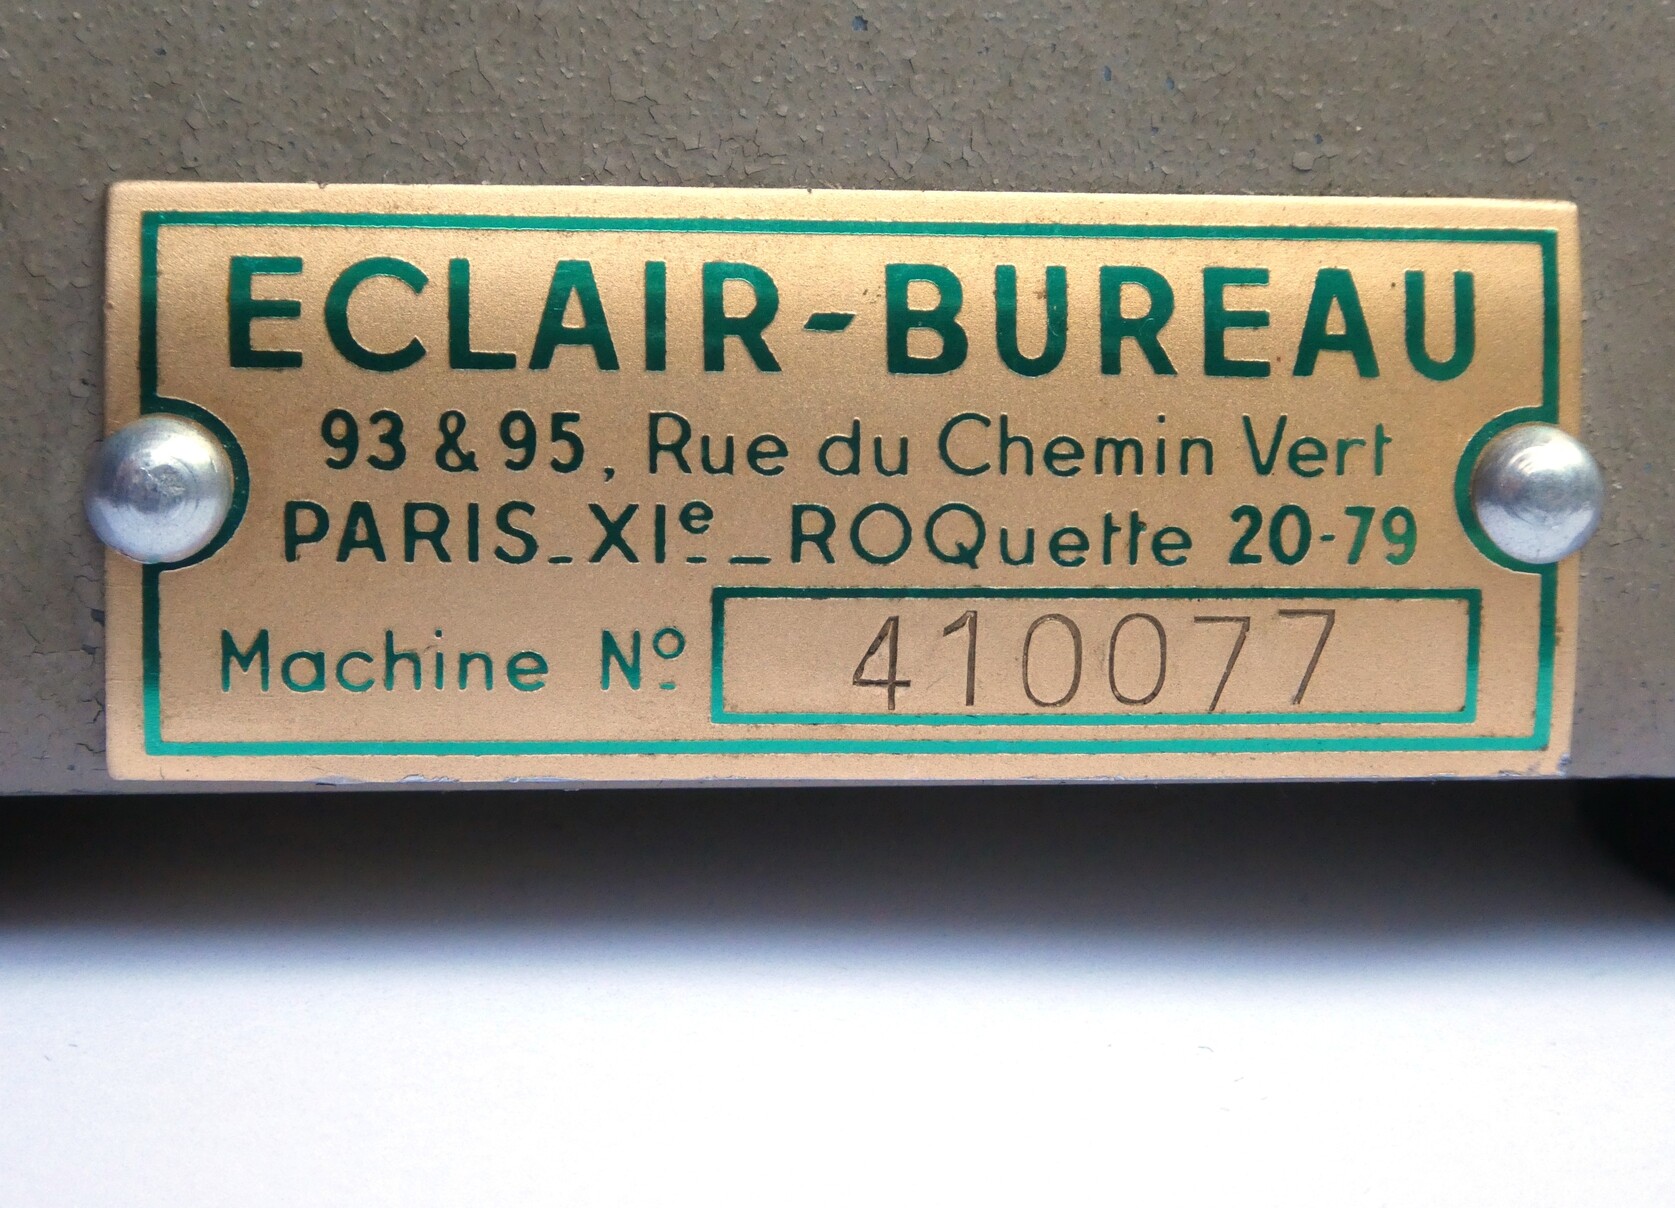 ECLAIR-BUREAU
93 & 95, Rue du Chemin Vert
PARIS_XIe_ROQuette 20-79
Machine Nº 410077